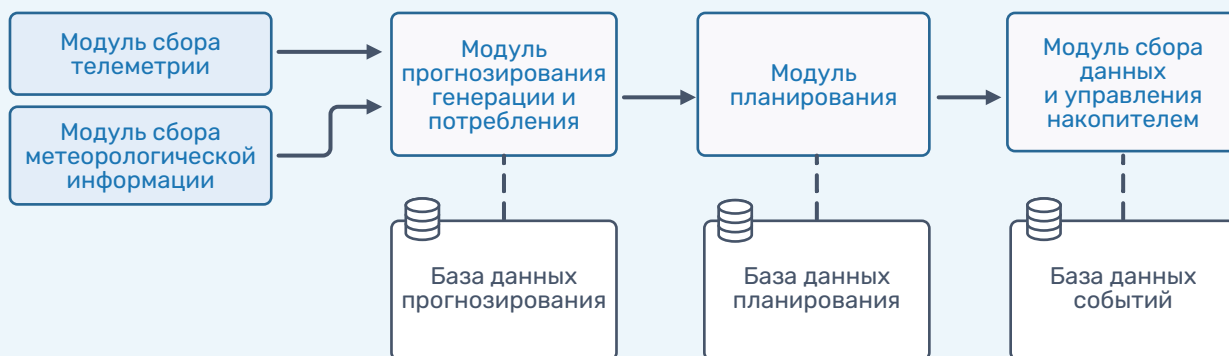 Модуль сбора
телеметрии
Модуль сбора
метеорологической
информации
Модуль
прогнозирования
генерации и
потребления
Модуль
планирования
Модуль сбора
данных
и управления
накопителем
База данных
прогнозирования
База данных
планирования
База данных
событий